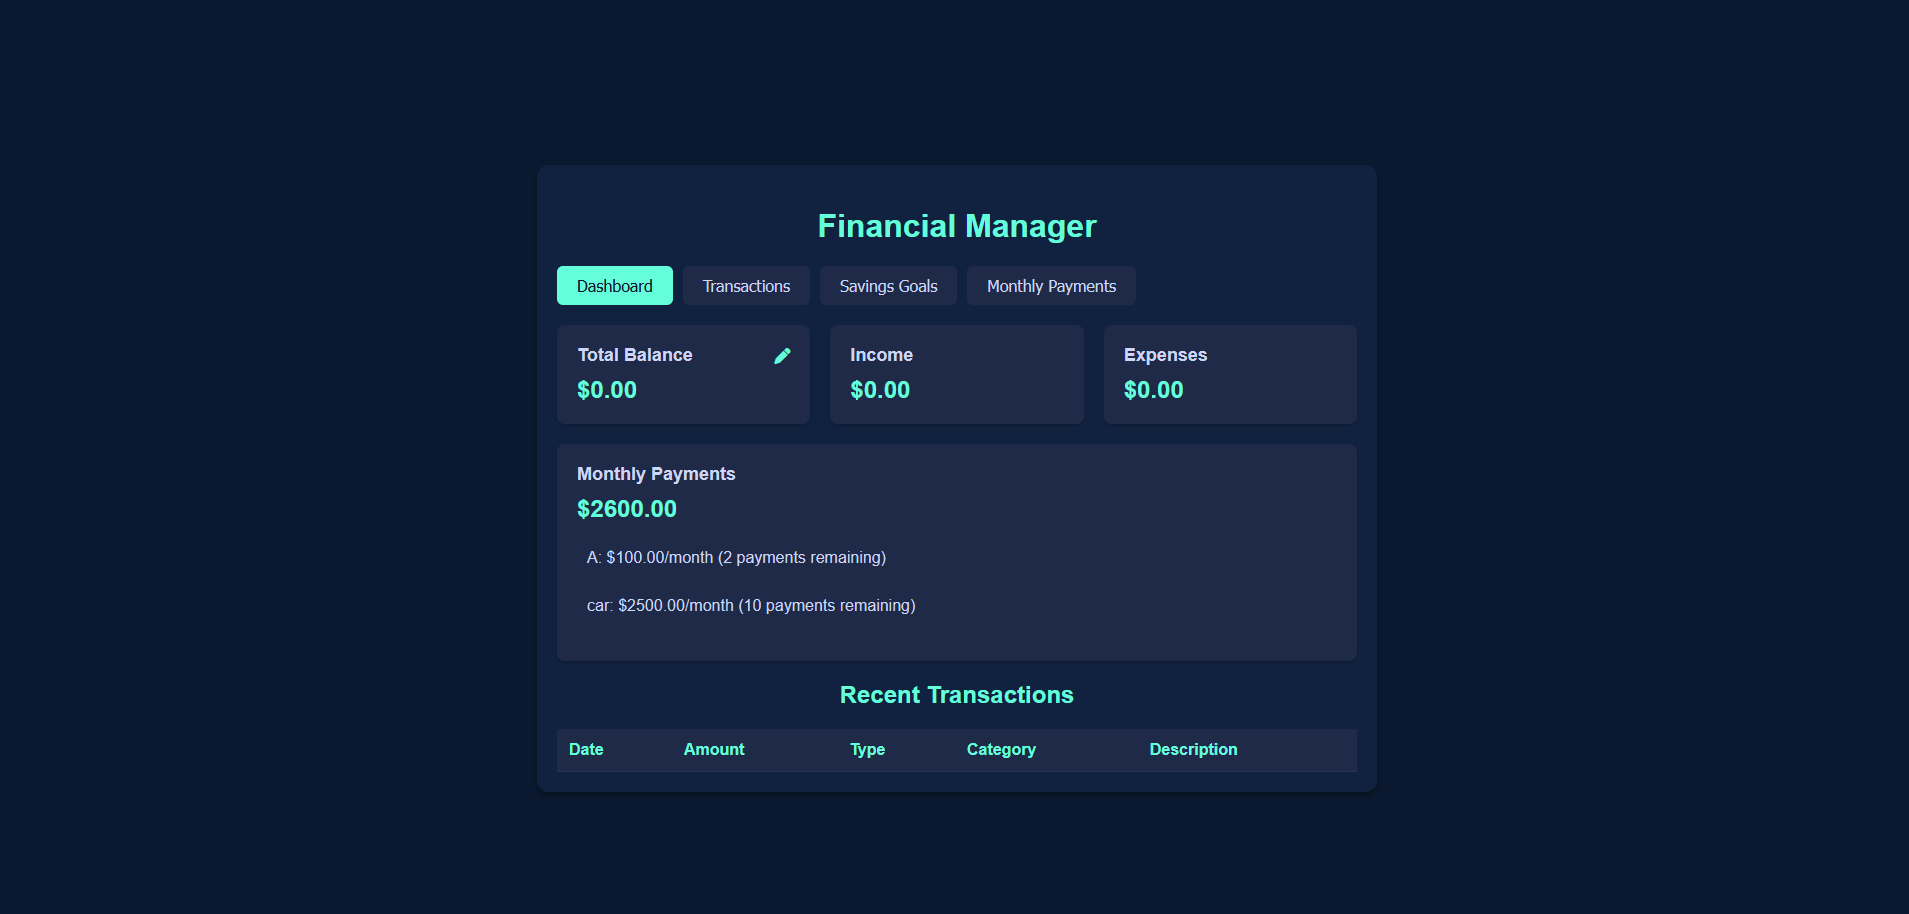 Financial Manager
Dashboard Transactions Savings Goals Monthly Payments
Total Balance Income Expenses
$0.00 $0.00 $0.00
Monthly Payments
$2600.00
A: $100.00/month (2 payments remaining)
car: $2500.00/month (10 payments remaining)
Recent Transactions
Date Amount Type Category Description